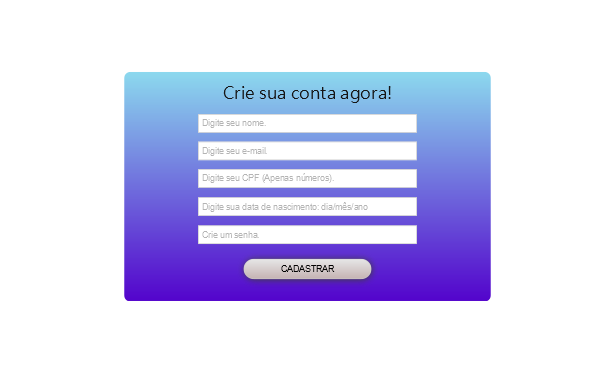 Crie sua conta agora!
Digite seu nome.
Digite seu e-mail.
Digite seu CPF (Apenas números).
Digite sua data de nascimento: dia/mês/ano
Crie um senha.
CADASTRAR